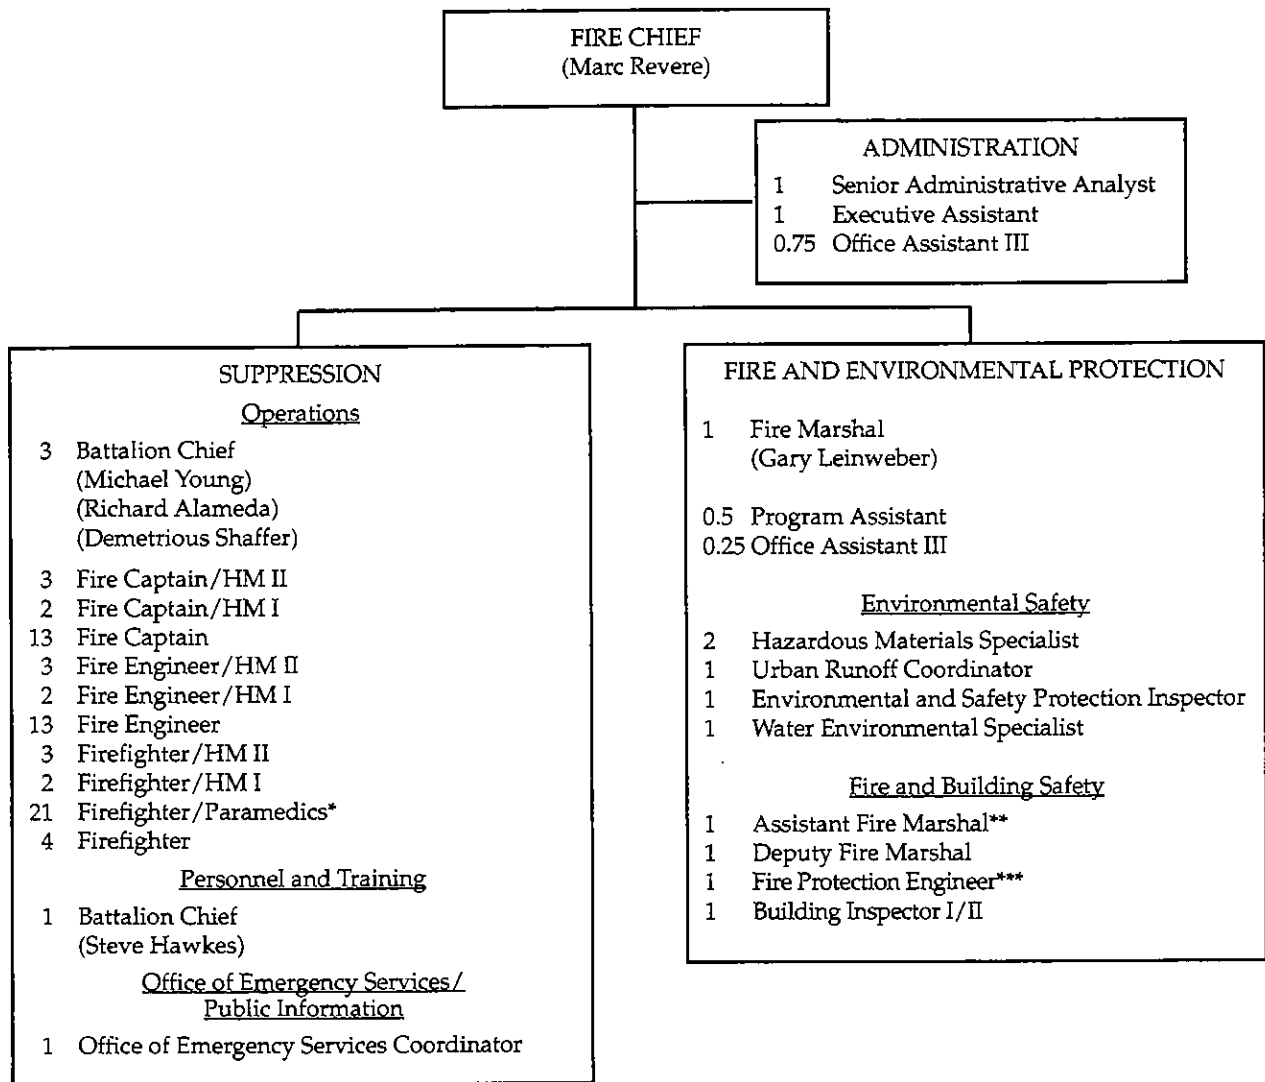 FIRE CHIEF
(Marc Revere)
ADMINISTRATION
1 Senior Administrative Analyst
1 Executive Assistant
0.75 Office Assistant III
SUPPRESSION
Operations
3 Battalion Chief
(Michael Young)
(Richard Alameda)
(Demetrious Shaffer)
3 Fire Captain/HM II
2 Fire Captain/HM I
13 Fire Captain
3 Fire Engineer/HM II
2 Fire Engineer/HM I
13 Fire Engineer
3 Firefighter/HM II
2 Firefighter/HM I
21 Firefighter/Paramedics*
4 Firefighter
Personnel and Training
1 Battalion Chief
(Steve Hawkes)
Office of Emergency Services/
Public Information
1 Office of Emergency Services Coordinator
FIRE AND ENVIRONMENTAL PROTECTION
1 Fire Marshal
(Gary Leinweber)
0.5 Program Assistant
0.25 Office Assistant III
Environmental Safety
2 Hazardous Materials Specialist
1 Urban Runoff Coordinator
1 Environmental and Safety Protection Inspector
1 Water Environmental Specialist
Fire and Building Safety
1 Assistant Fire Marshal**
1 Deputy Fire Marshal
1 Fire Protection Engineer***
1 Building Inspector I/II